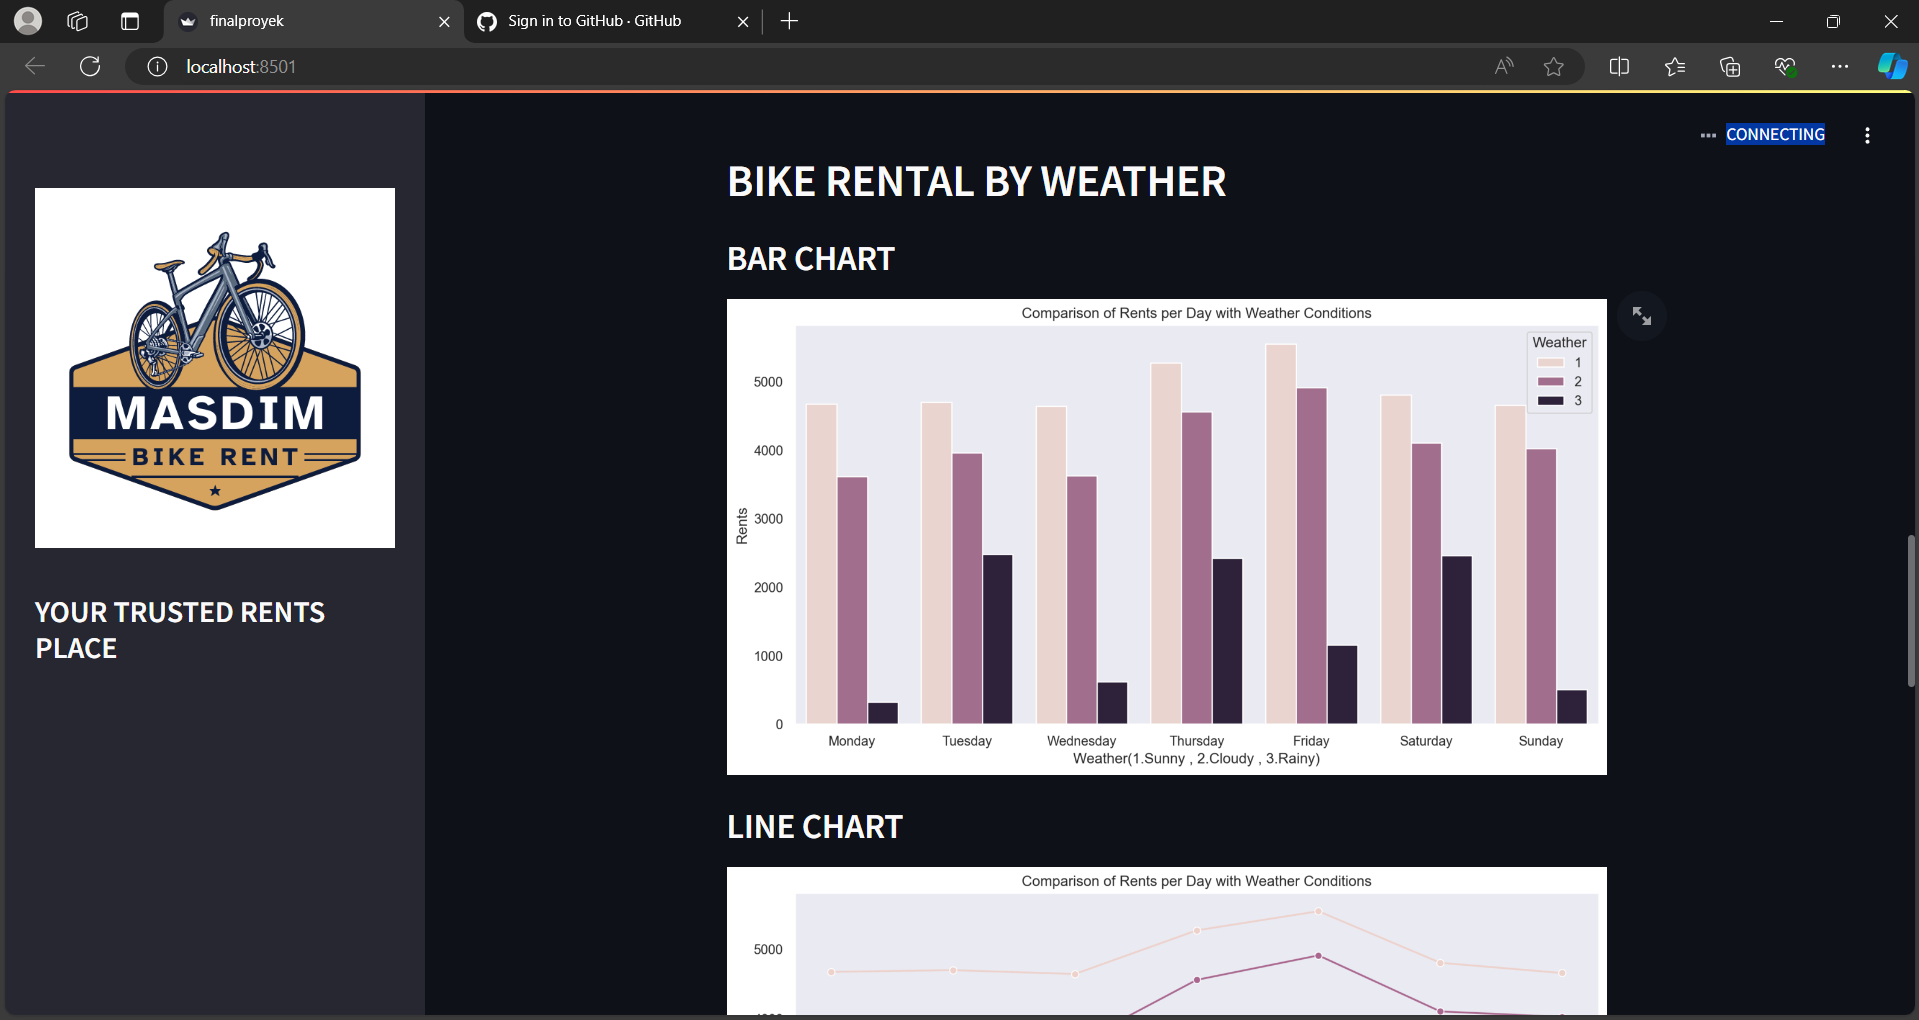 finalproyek
Sign in to GitHub · GitHub
localhost:8501
CONNECTING
MASDIM
BIKE RENT
YOUR TRUSTED RENTS
PLACE
BIKE RENTAL BY WEATHER
BAR CHART
Comparison of Rents per Day with Weather Conditions
Weather
1
2
3
5000
4000
3000
2000
1000
0
Rents
Monday Tuesday Wednesday Thursday Friday Saturday Sunday
Weather(1.Sunny , 2.Cloudy , 3.Rainy)
LINE CHART
Comparison of Rents per Day with Weather Conditions
5000